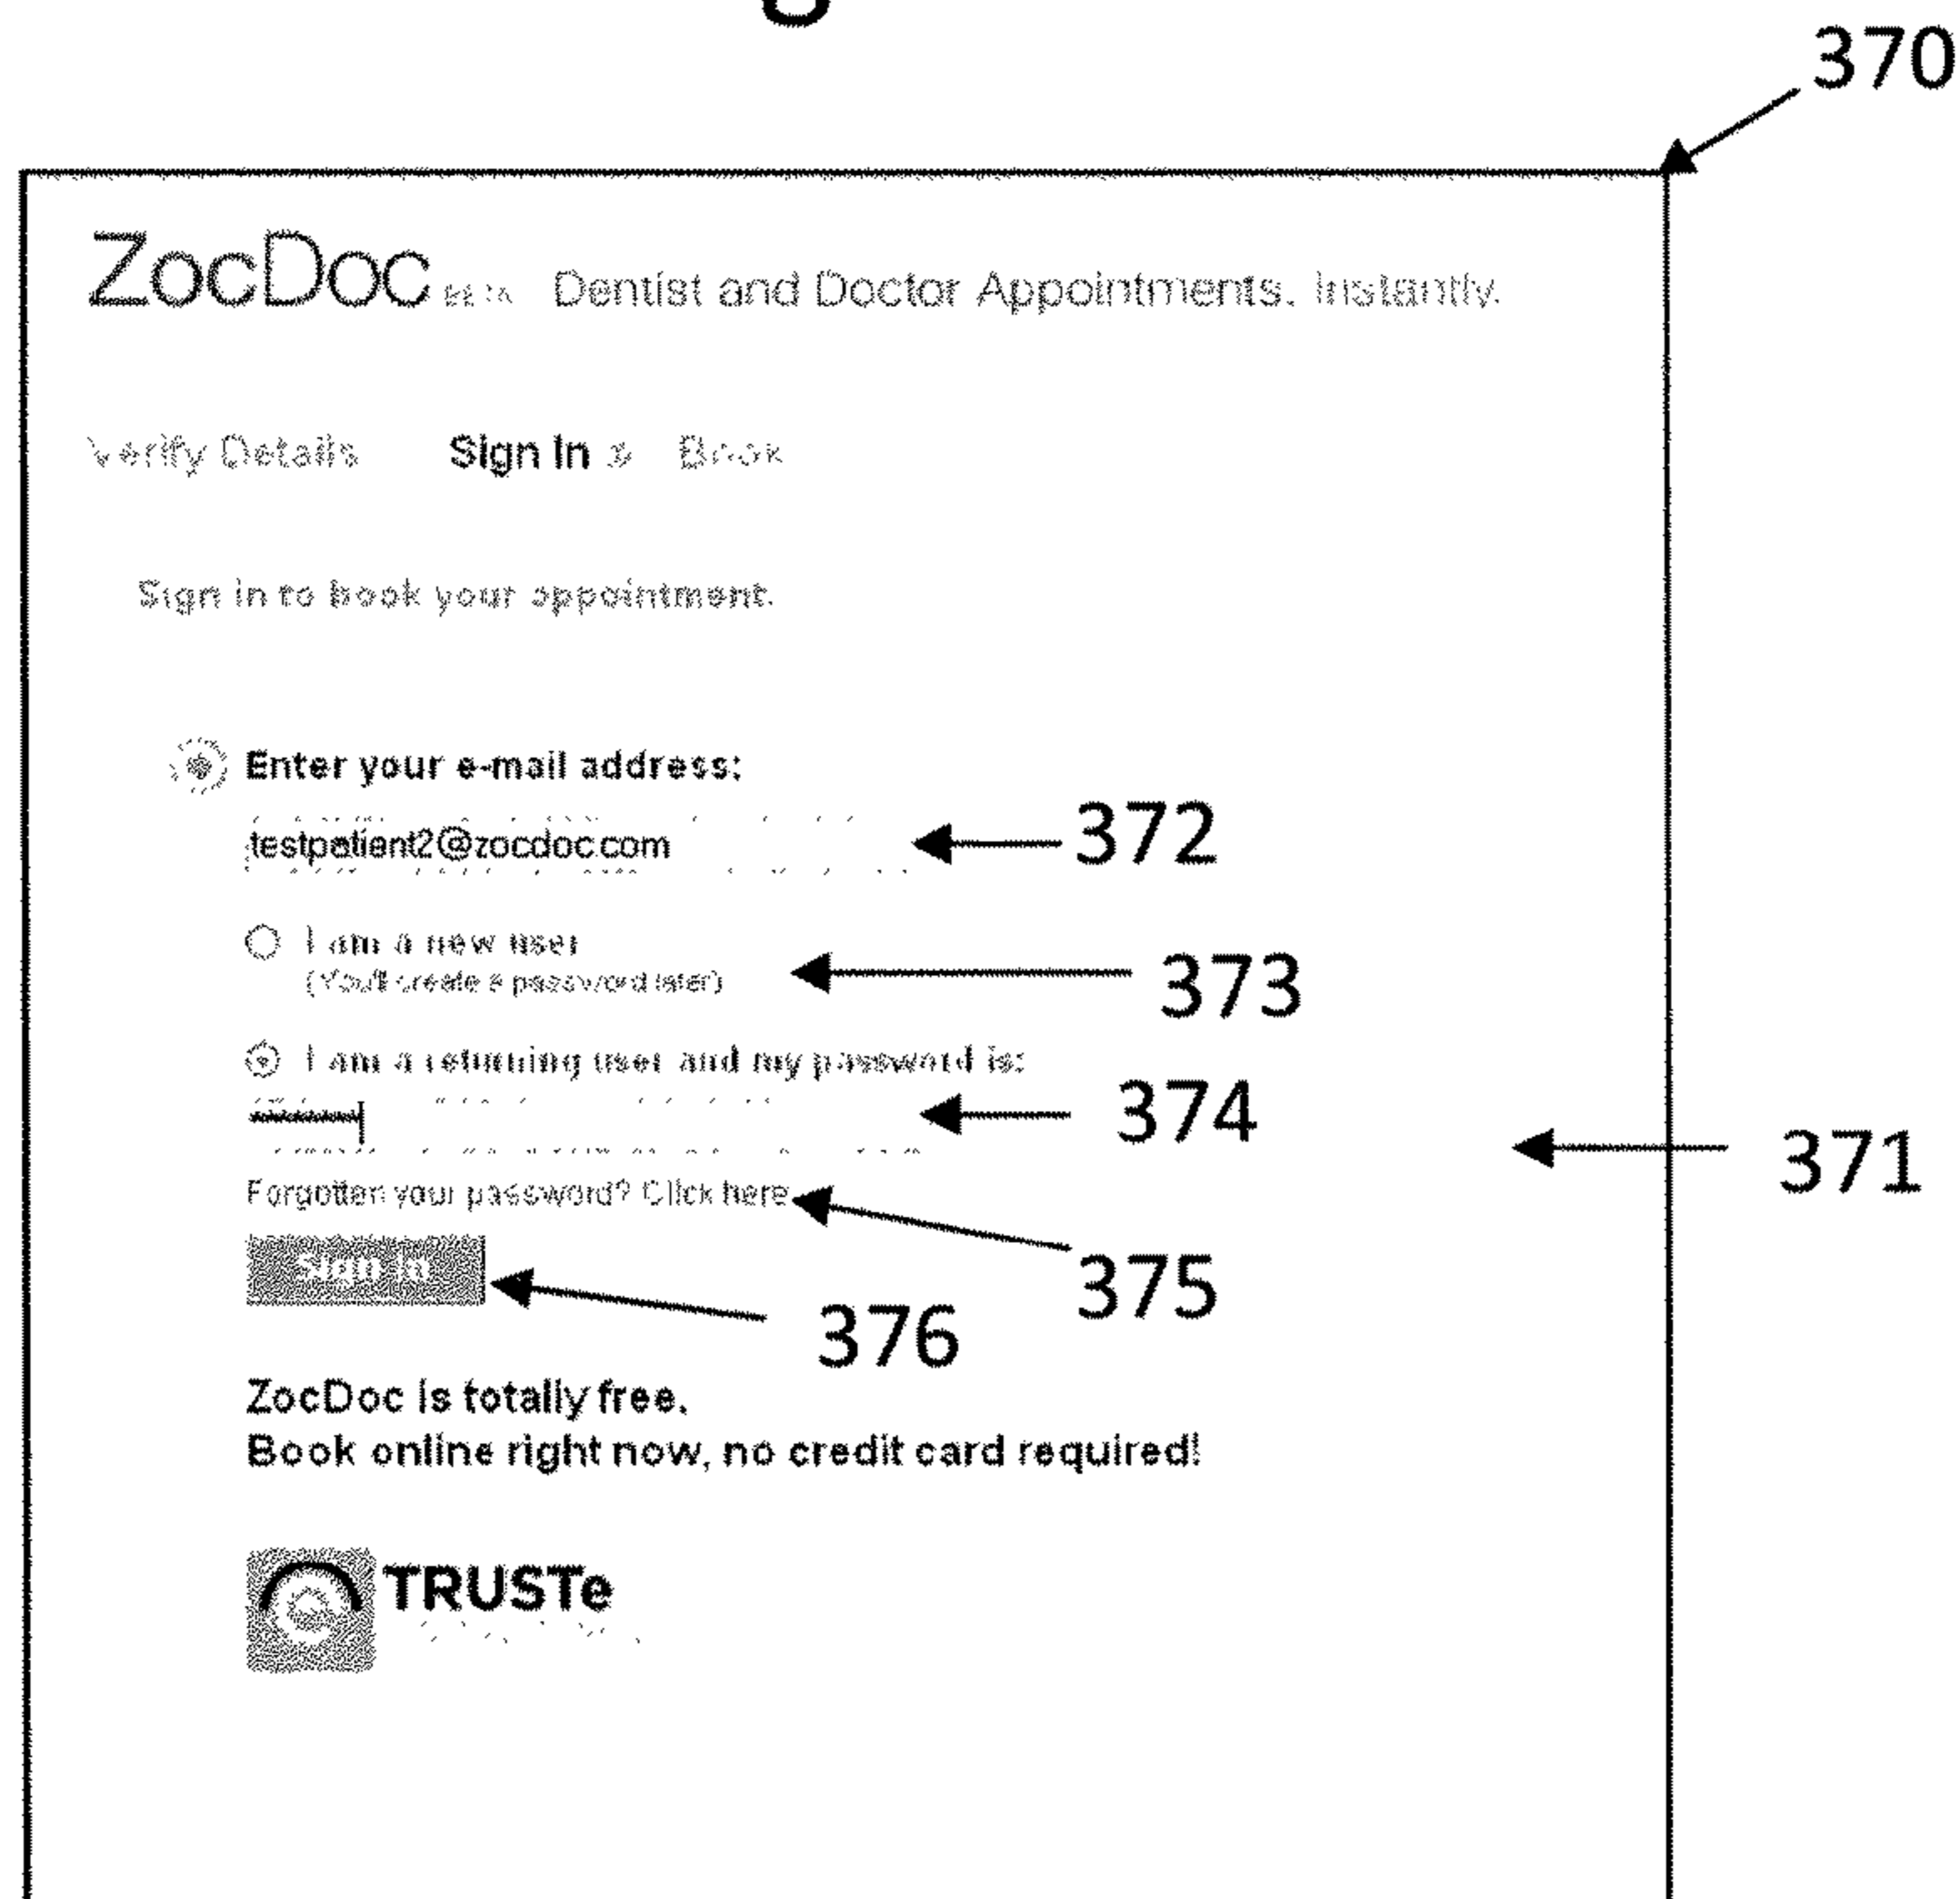 370
ZocDoc BETA Dentist and Doctor Appointments. Instantly.
Verify Details Sign In Book
Sign in to book your appointment.
Enter your e-mail address:
testpatient2@zocdoc.com 372
I am a new user
(You'll create a password later) 373
I am a returning user and my password is:
374
371
Forgotten your password? Click here
375
Sign In
376
ZocDoc is totally free.
Book online right now, no credit card required!
TRUSTe